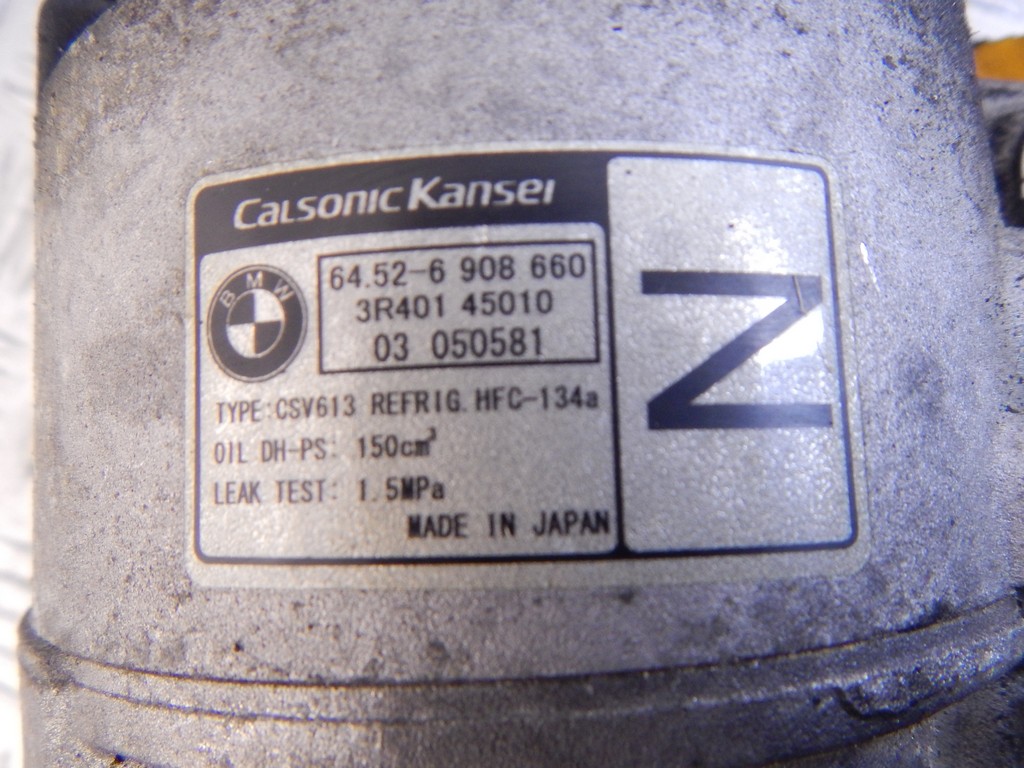 CALSONIC KANSEI
BMW
64.52-6 908 660
3R401 45010
03 050581
TYPE:CSV613 REFRIG. HFC-134a
OIL DH-PS: 150cm³
LEAK TEST: 1.5MPa
MADE IN JAPAN
Z